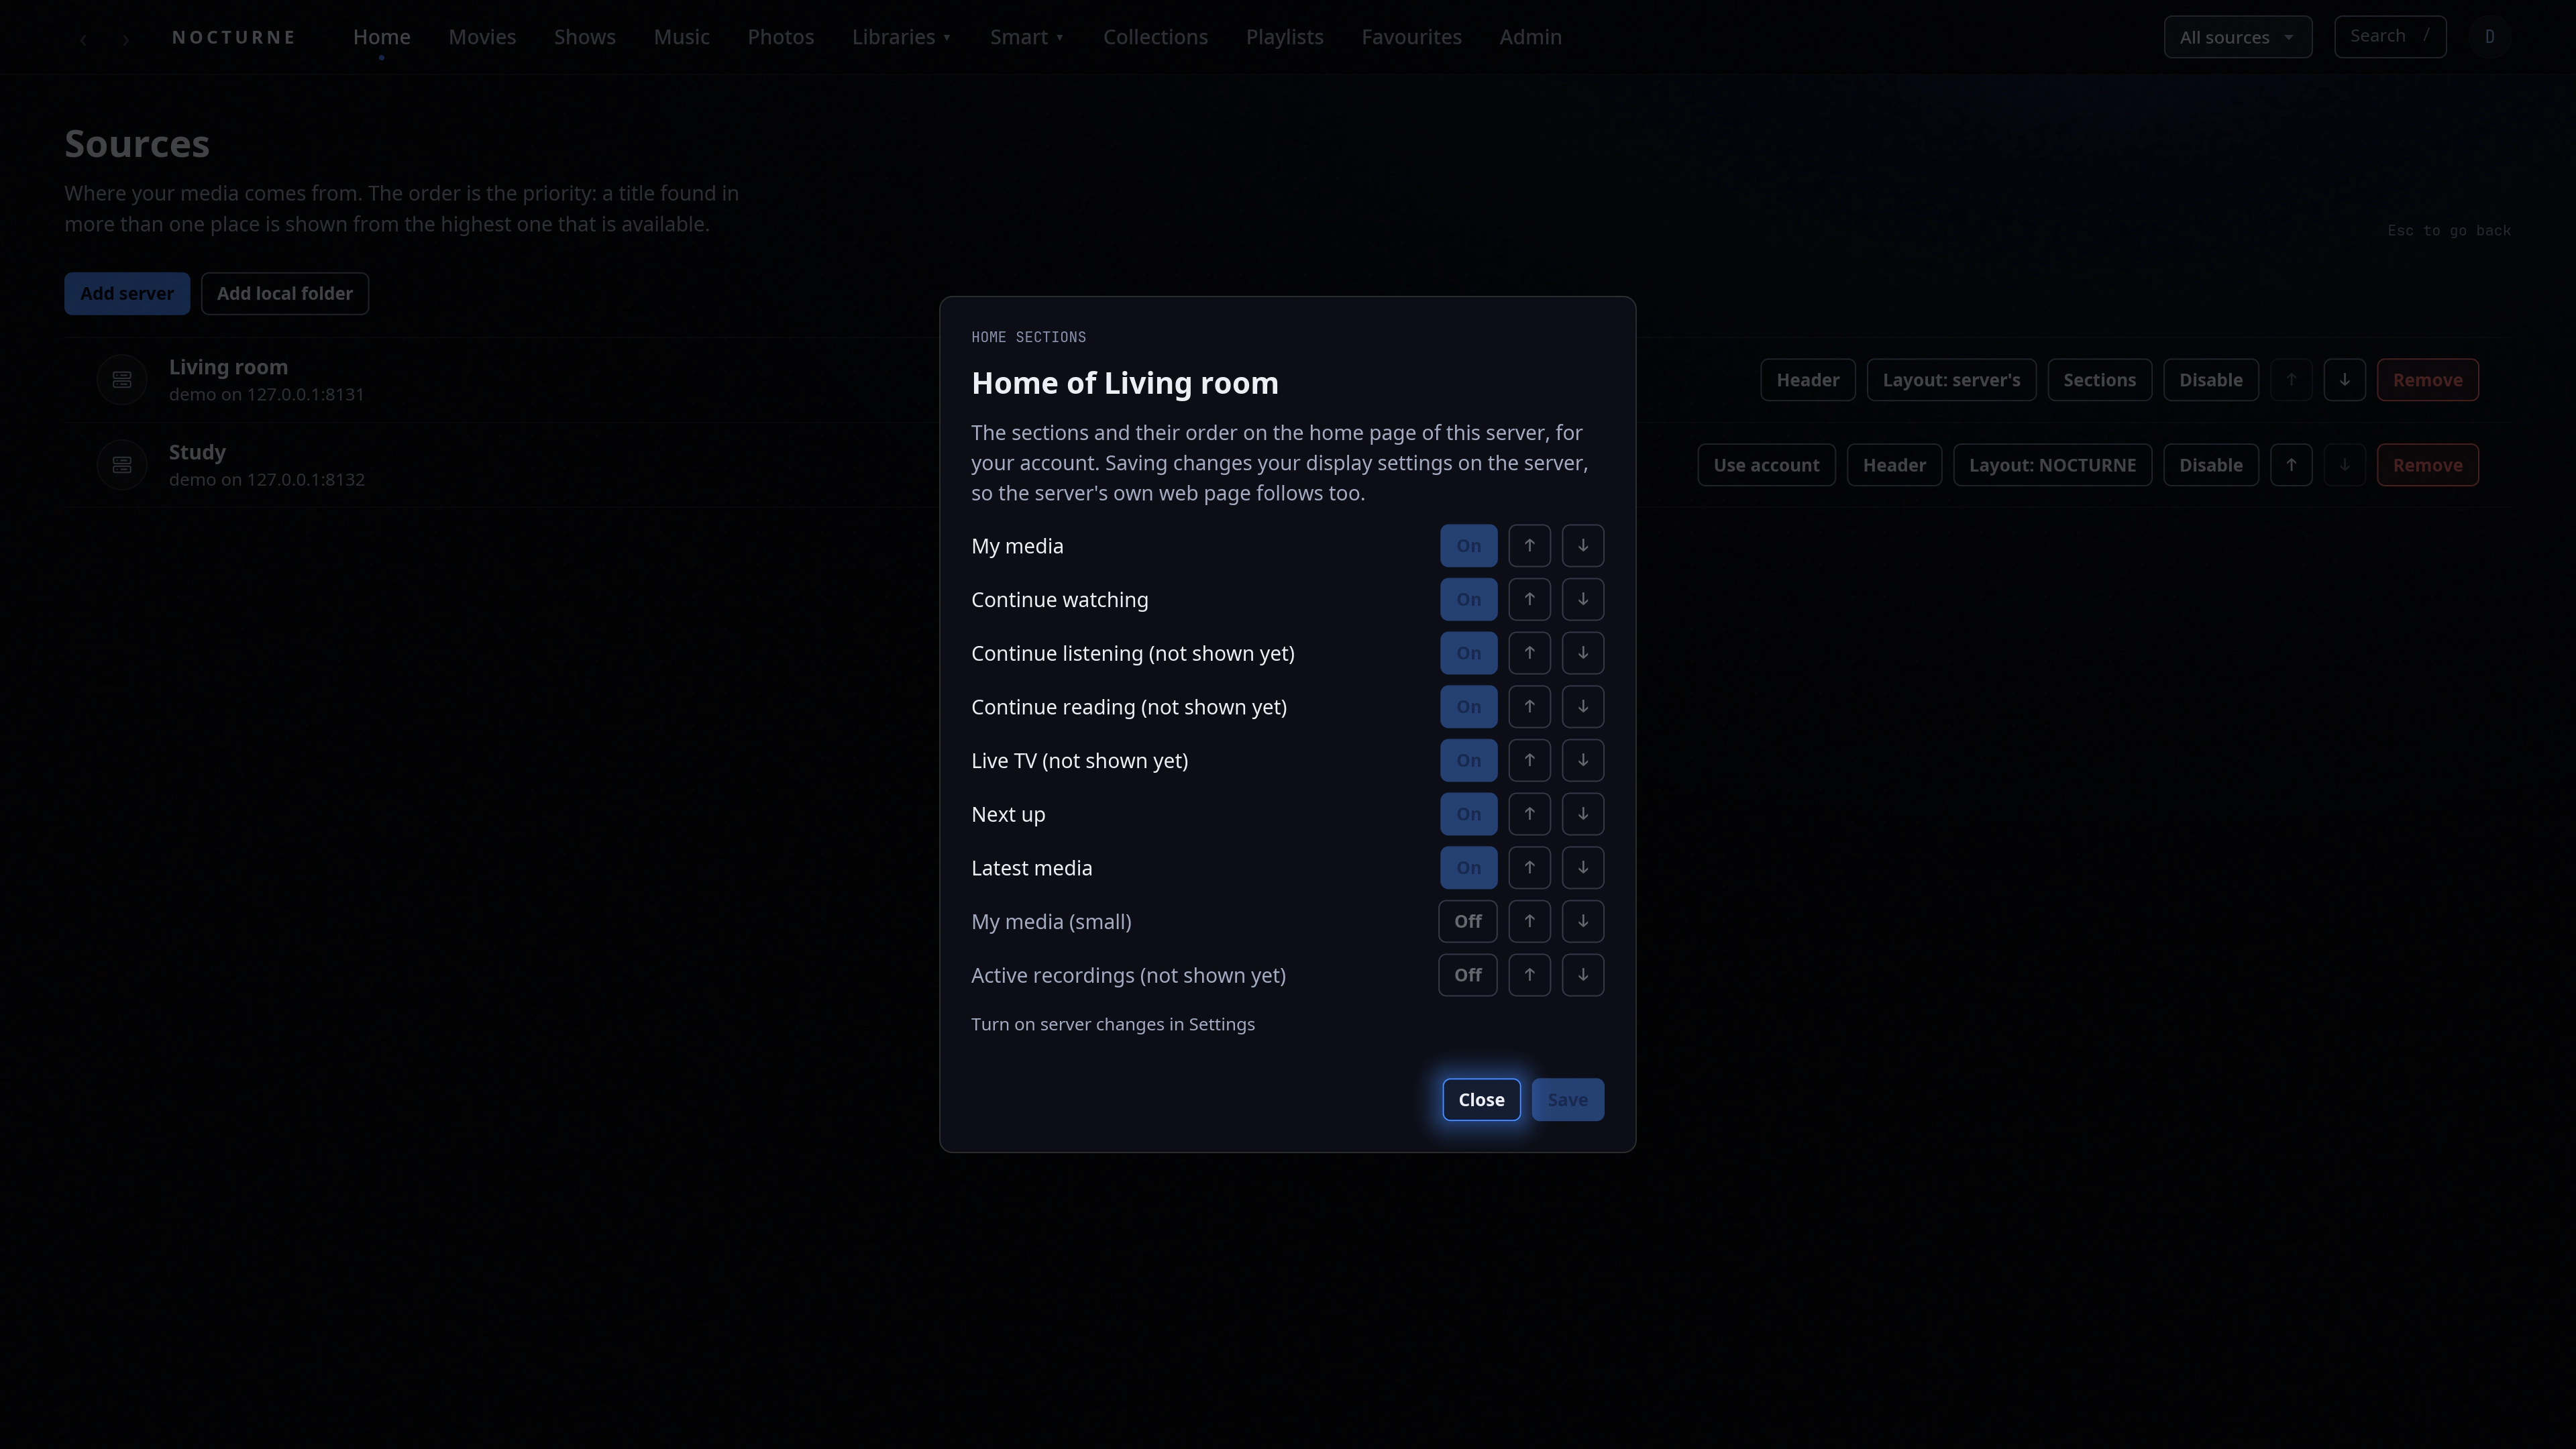 ‹ › NOCTURNE Home Movies Shows Music Photos Libraries ▾ Smart ▾ Collections Playlists Favourites Admin All sources Search / D
Sources
Where your media comes from. The order is the priority: a title found in
more than one place is shown from the highest one that is available.
Esc to go back
Add server Add local folder
Living room
demo on 127.0.0.1:8131
Header Layout: server's Sections Disable ↑ ↓ Remove
Study
demo on 127.0.0.1:8132
Use account Header Layout: NOCTURNE Disable ↑ ↓ Remove
HOME SECTIONS
Home of Living room
The sections and their order on the home page of this server, for
your account. Saving changes your display settings on the server,
so the server's own web page follows too.
My media On ↑ ↓
Continue watching On ↑ ↓
Continue listening (not shown yet) On ↑ ↓
Continue reading (not shown yet) On ↑ ↓
Live TV (not shown yet) On ↑ ↓
Next up On ↑ ↓
Latest media On ↑ ↓
My media (small) Off ↑ ↓
Active recordings (not shown yet) Off ↑ ↓
Turn on server changes in Settings
Close Save